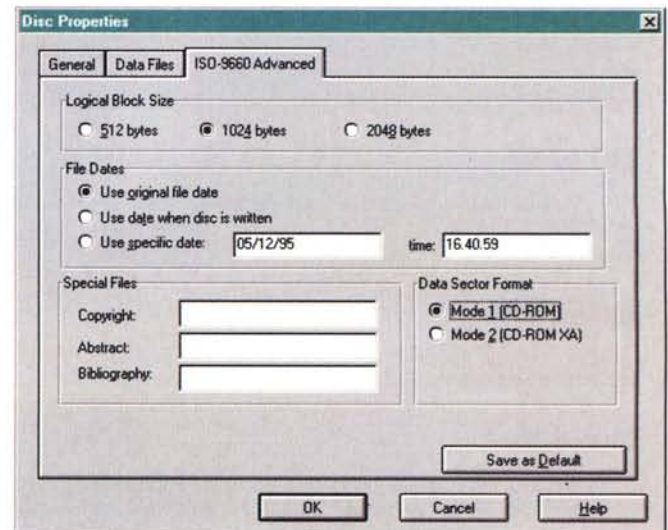 Disc Properties
General Data Files ISO-9660 Advanced
Logical Block Size
512 bytes 1024 bytes 2048 bytes
File Dates
Use original file date
Use date when disc is written
Use specific date: 05/12/95 time: 16.40.59
Special Files
Copyright:
Abstract:
Bibliography:
Data Sector Format
Mode 1 (CD-ROM)
Mode 2 (CD-ROM XA)
Save as Default
OK Cancel Help